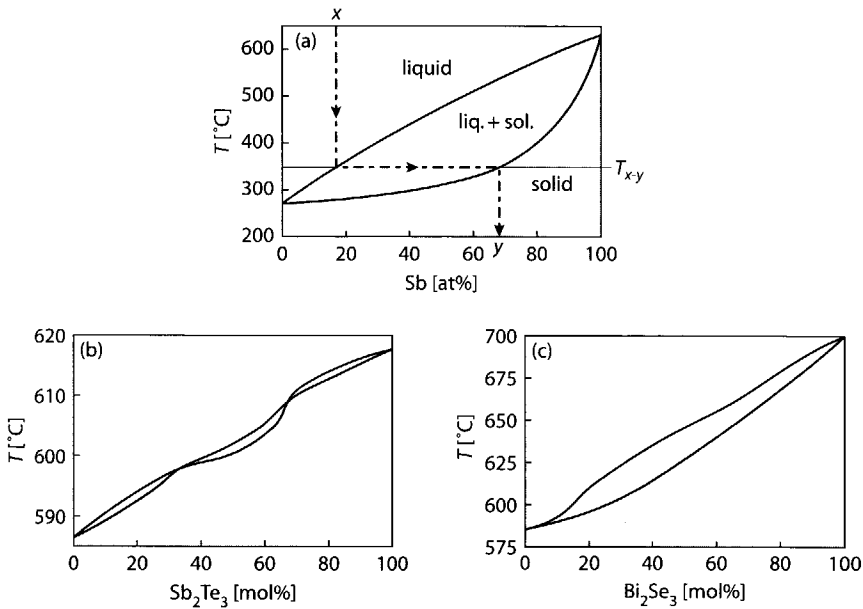 x
(a)
600
liquid
500
T [°C]
liq. + sol.
400
T_{x-y}
300
solid
200
0 20 40 60 y 80 100
Sb [at%]
620
(b)
610
T [°C]
600
590
0 20 40 60 80 100
Sb₂Te₃ [mol%]
700
(c)
675
650
T [°C]
625
600
575
0 20 40 60 80 100
Bi₂Se₃ [mol%]